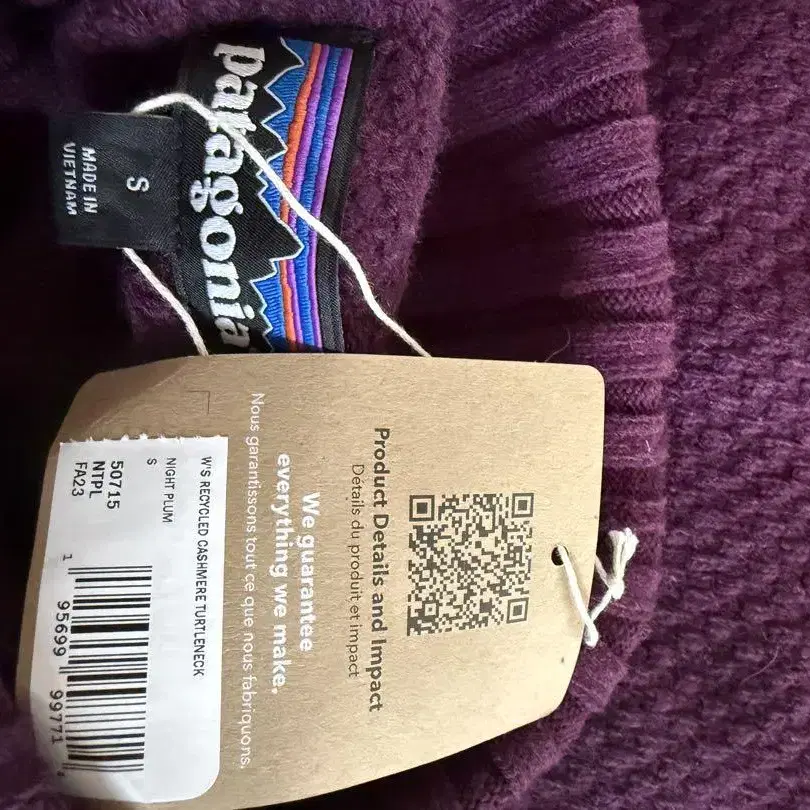 patagonia
S
MADE IN
VIETNAM
Product Details and Impact
Détails du produit et impact
We guarantee
everything we make.
Nous garantissons tout ce que nous fabriquons.
W'S RECYCLED CASHMERE TURTLENECK
NIGHT PLUM
S
50715
NTPL
FA23
1 95699 99771